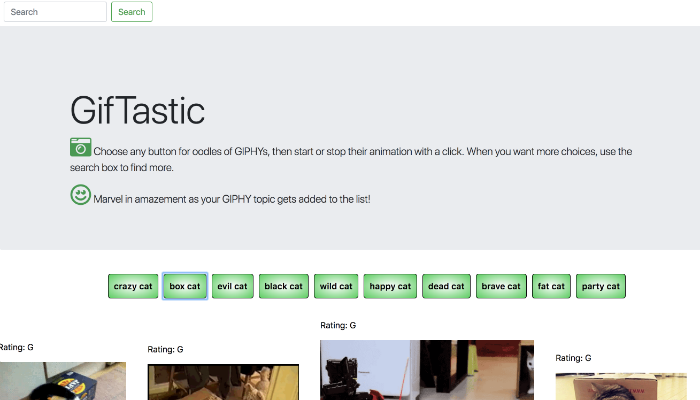 Search Search
GifTastic
Choose any button for oodles of GIPHYs, then start or stop their animation with a click. When you want more choices, use the
search box to find more.
Marvel in amazement as your GIPHY topic gets added to the list!
crazy cat box cat evil cat black cat wild cat happy cat dead cat brave cat fat cat party cat
Rating: G
Rating: G
Rating: G
Rating: G